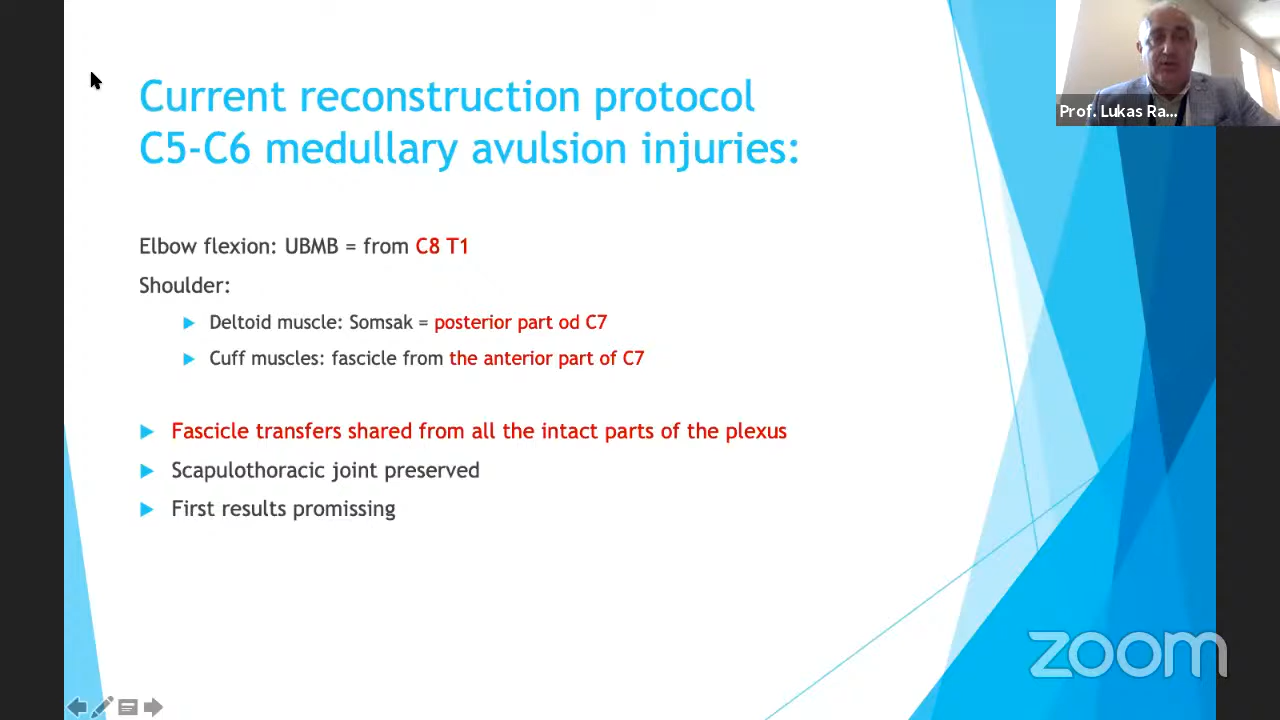 Current reconstruction protocol
C5-C6 medullary avulsion injuries:
Elbow flexion: UBMB = from C8 T1
Shoulder:
Deltoid muscle: Somsak = posterior part od C7
Cuff muscles: fascicle from the anterior part of C7
Fascicle transfers shared from all the intact parts of the plexus
Scapulothoracic joint preserved
First results promissing
Prof. Lukas Ra...
zoom